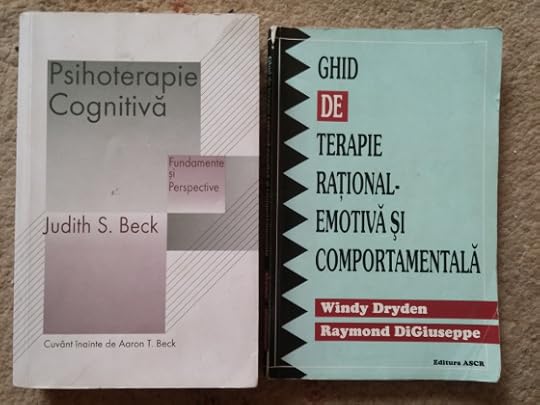 Psihoterapie
Cognitivă
Fundamente
și
Perspective
Judith S. Beck
Cuvânt înainte de Aaron T. Beck
GHID
DE
TERAPIE
RAȚIONAL-
EMOTIVĂ ȘI
COMPORTAMENTALĂ
Windy Dryden
Raymond DiGiuseppe
Editura ASCR